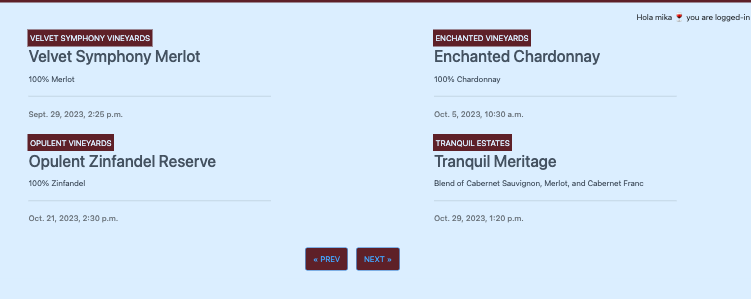 Hola mika 🍷 you are logged-in
VELVET SYMPHONY VINEYARDS
Velvet Symphony Merlot
100% Merlot
Sept. 29, 2023, 2:25 p.m.
ENCHANTED VINEYARDS
Enchanted Chardonnay
100% Chardonnay
Oct. 5, 2023, 10:30 a.m.
OPULENT VINEYARDS
Opulent Zinfandel Reserve
100% Zinfandel
Oct. 21, 2023, 2:30 p.m.
TRANQUIL ESTATES
Tranquil Meritage
Blend of Cabernet Sauvignon, Merlot, and Cabernet Franc
Oct. 29, 2023, 1:20 p.m.
« PREV
NEXT »